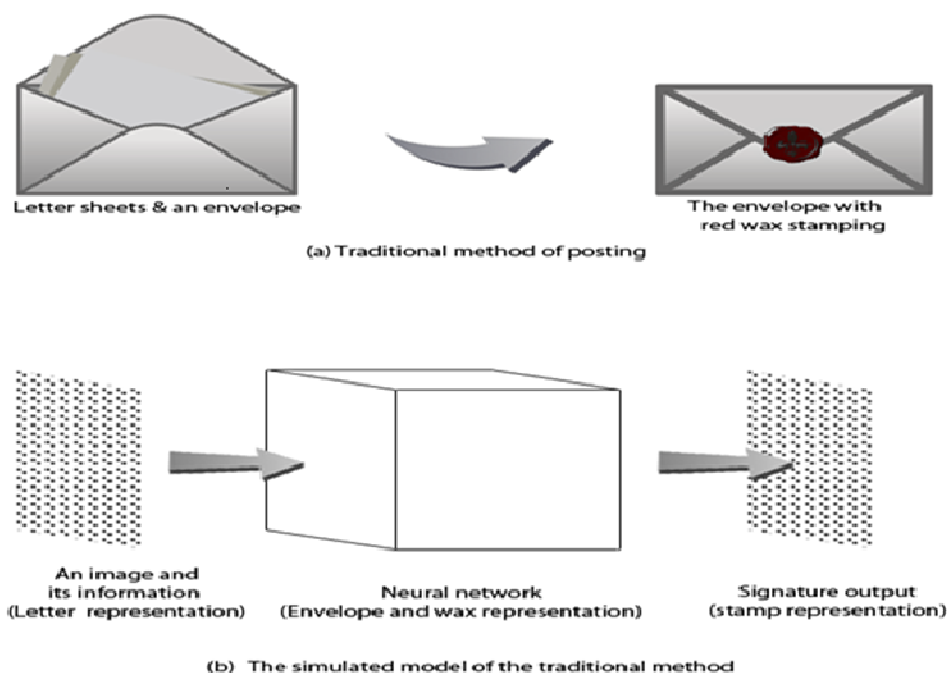 Letter sheets & an envelope
The envelope with
red wax stamping
(a) Traditional method of posting
An image and
its information
(Letter representation)
Neural network
(Envelope and wax representation)
Signature output
(stamp representation)
(b) The simulated model of the traditional method